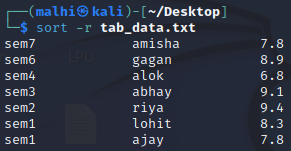 ┌──(malhi㉿kali)-[~/Desktop]
└─$ sort -r tab_data.txt
sem7 amisha 7.8
sem6 gagan 8.9
sem4 alok 6.8
sem3 abhay 9.1
sem2 riya 9.4
sem1 lohit 8.3
sem1 ajay 7.8